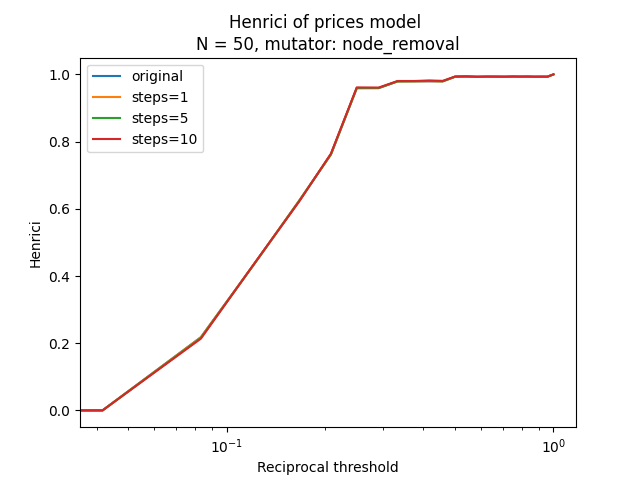 Henrici of prices model
N = 50, mutator: node_removal
original
steps=1
steps=5
steps=10
1.0
0.8
0.6
0.4
0.2
0.0
Henrici
10⁻¹
10⁰
Reciprocal threshold